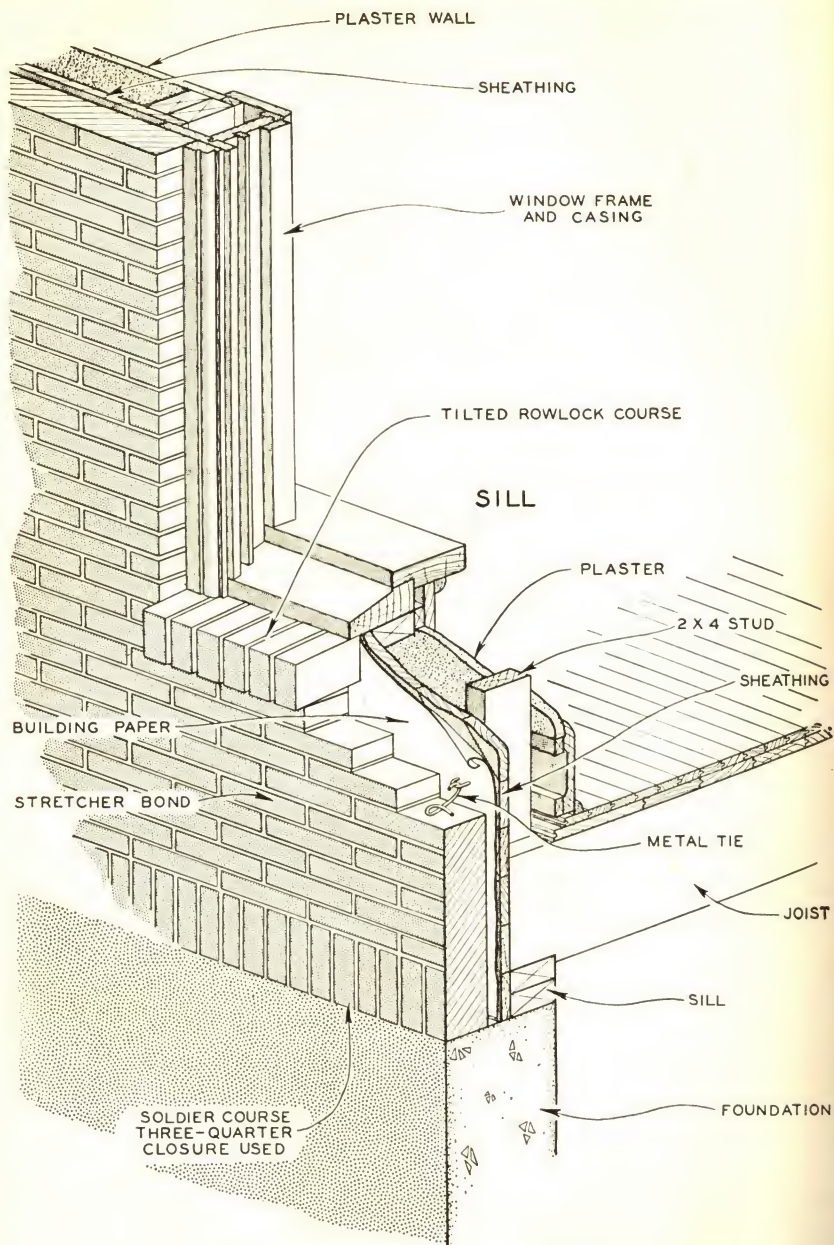 PLASTER WALL
SHEATHING
WINDOW FRAME
AND CASING
TILTED ROWLOCK COURSE
SILL
PLASTER
2 X 4 STUD
SHEATHING
BUILDING PAPER
STRETCHER BOND
METAL TIE
JOIST
SILL
SOLDIER COURSE
THREE-QUARTER
CLOSURE USED
FOUNDATION